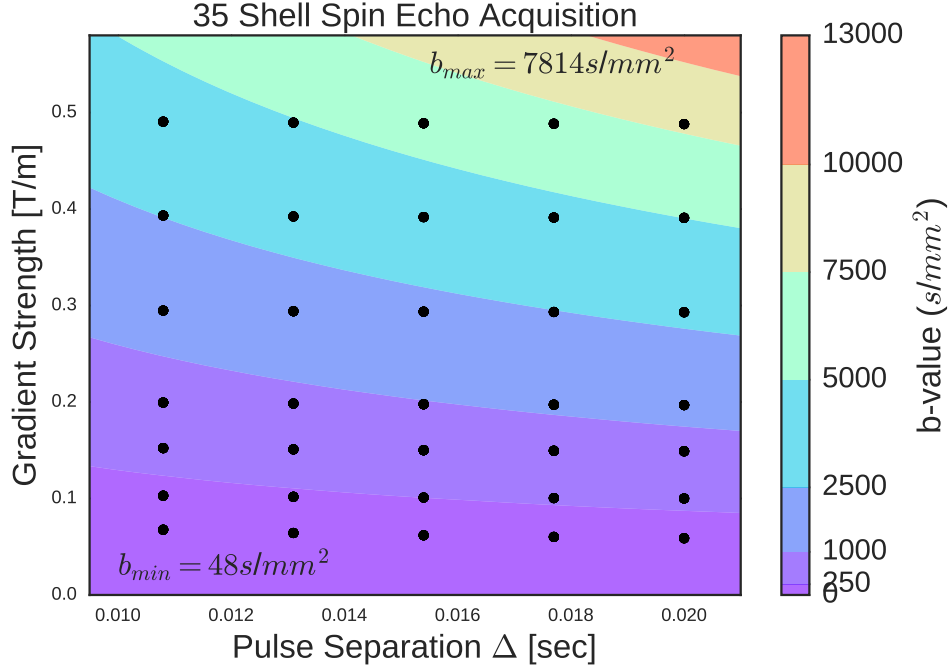 35 Shell Spin Echo Acquisition
b_max = 7814s/mm^2
b_min = 48s/mm^2
0.5
0.4
0.3
0.2
0.1
0.0
Gradient Strength [T/m]
0.010 0.012 0.014 0.016 0.018 0.020
Pulse Separation Δ [sec]
13000
10000
7500
5000
2500
1000
250
0
b-value (s/mm^2)